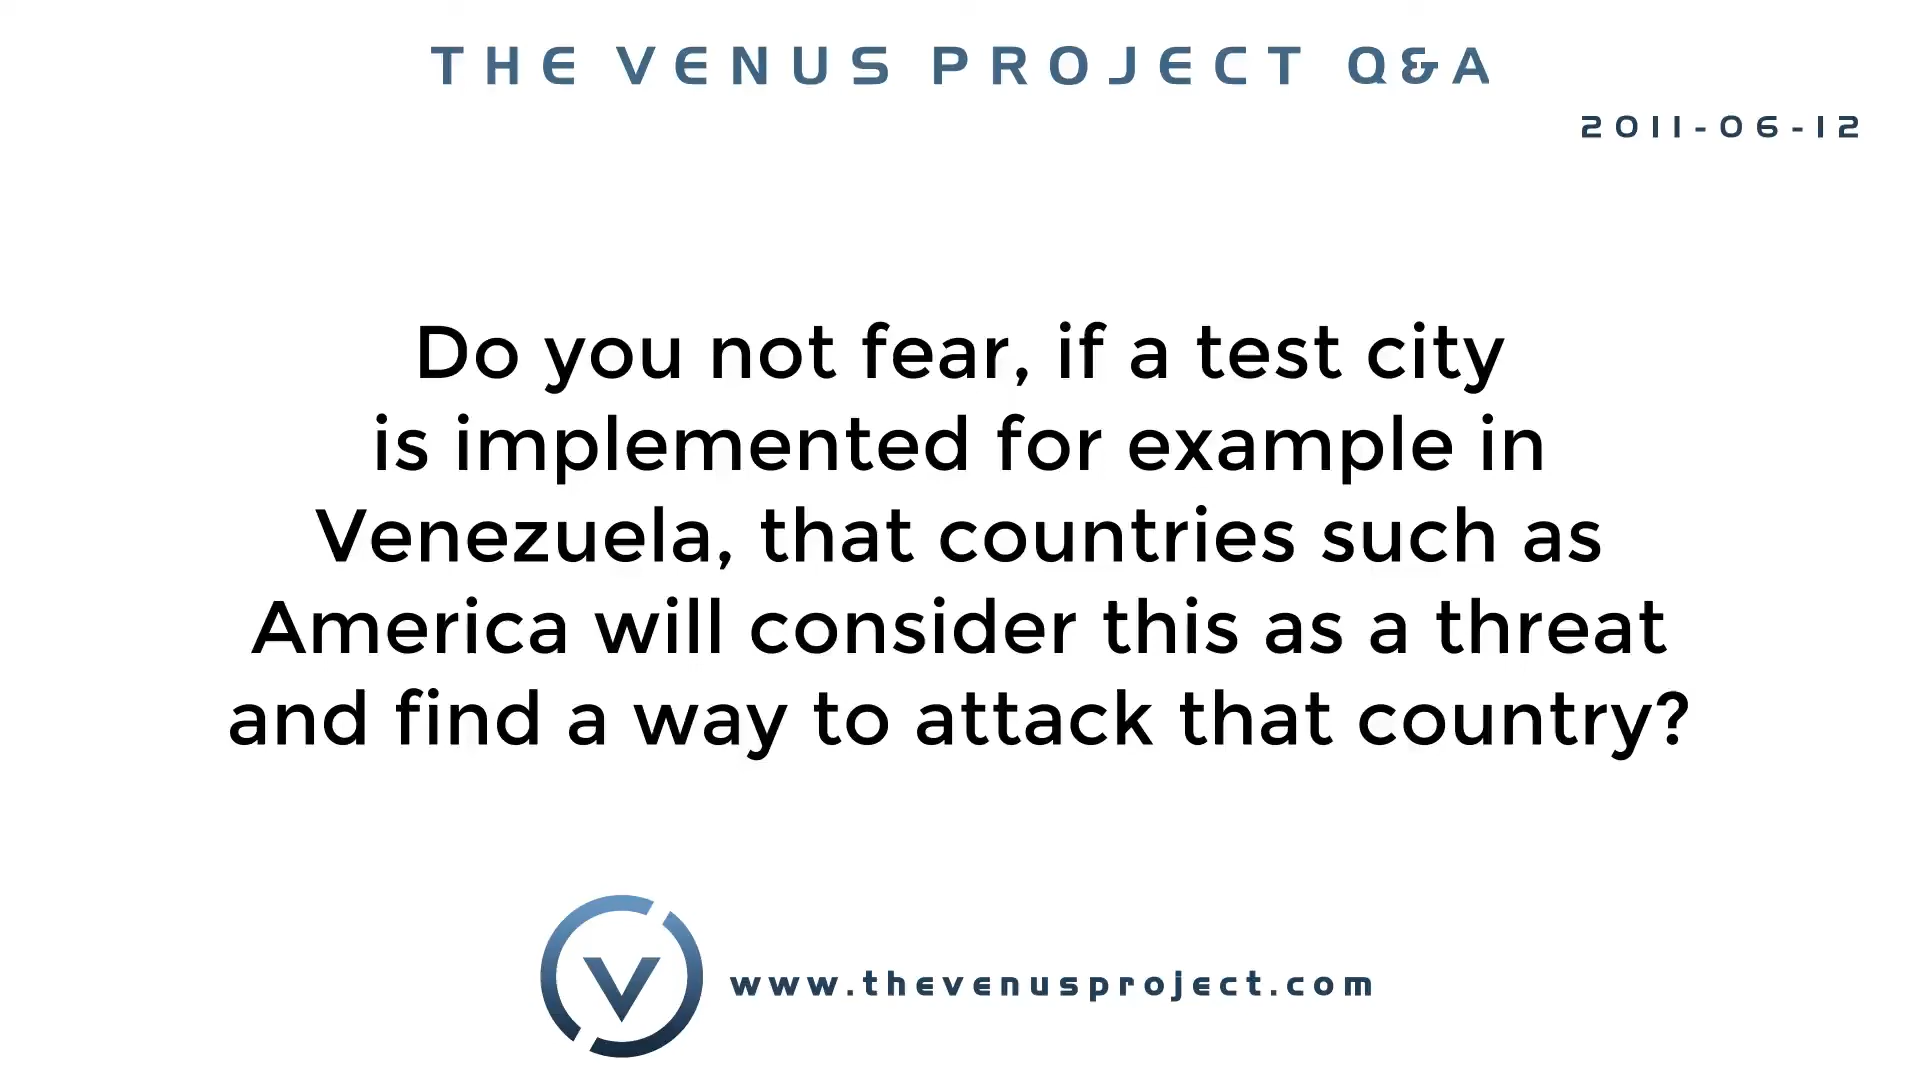 THE VENUS PROJECT Q&A
2011-06-12
Do you not fear, if a test city
is implemented for example in
Venezuela, that countries such as
America will consider this as a threat
and find a way to attack that country?
V
www.thevenusproject.com